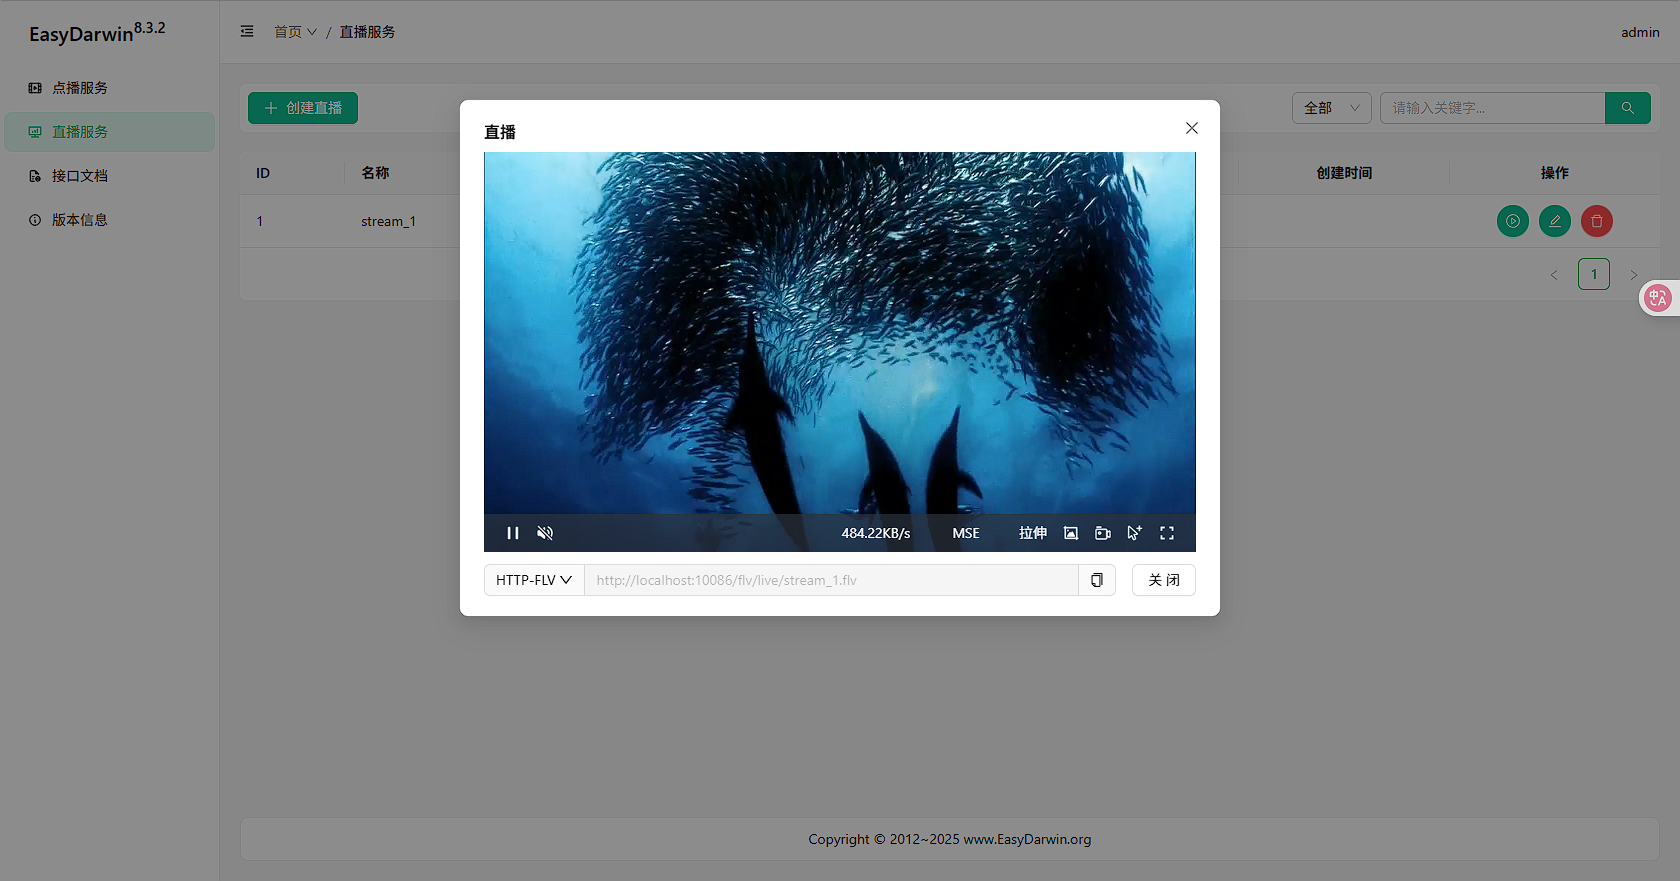 EasyDarwin8.3.2
首页 / 直播服务
admin
点播服务
直播服务
接口文档
版本信息
创建直播
全部
请输入关键字...
ID 名称 创建时间 操作
1 stream_1
1
直播
484.22KB/s MSE 拉伸
HTTP-FLV http://localhost:10086/flv/live/stream_1.flv 关 闭
Copyright © 2012~2025 www.EasyDarwin.org